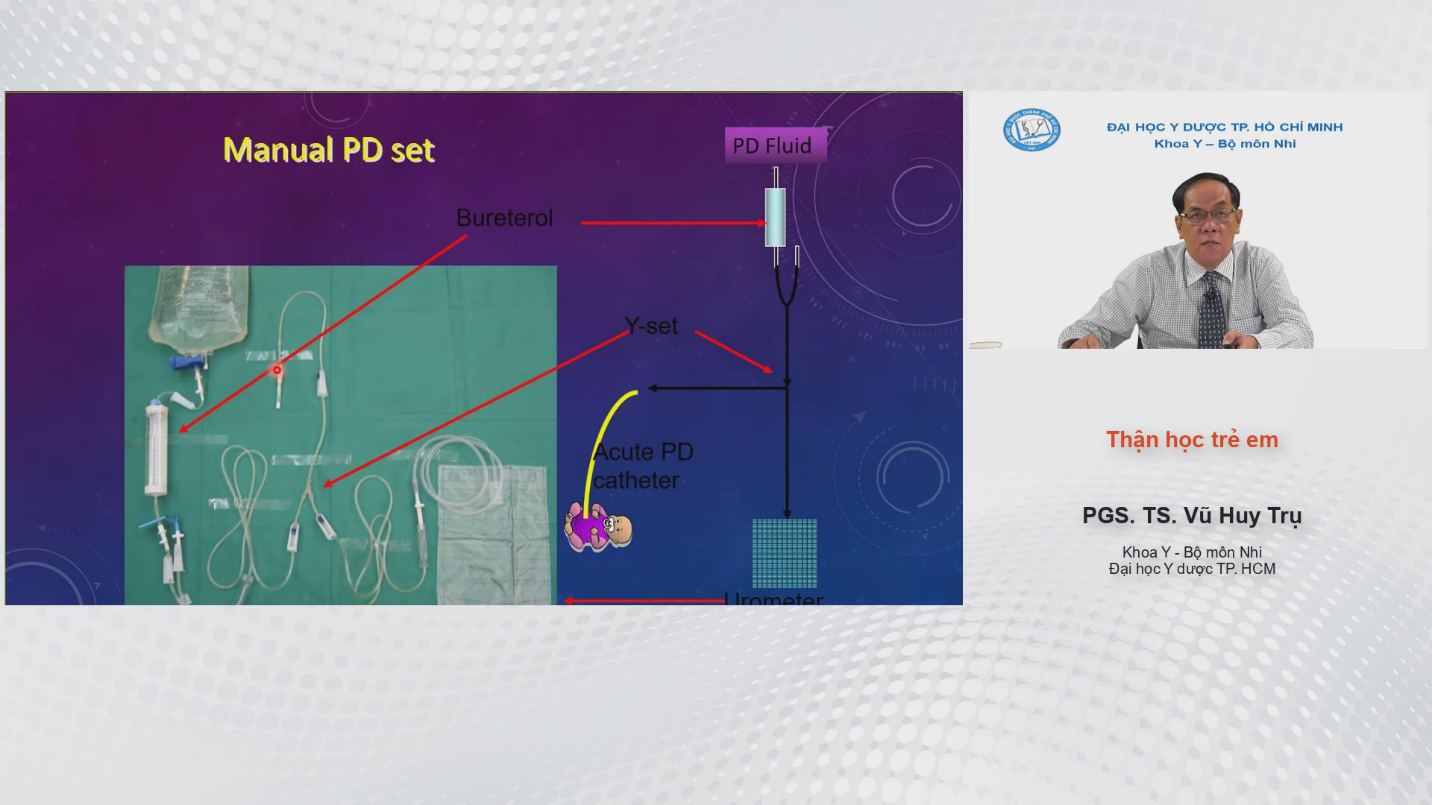 Manual PD set
PD Fluid
Bureterol
Y-set
Acute PD
catheter
Urometer
ĐẠI HỌC Y DƯỢC TP. HỒ CHÍ MINH
Khoa Y – Bộ môn Nhi
Thận học trẻ em
PGS. TS. Vũ Huy Trụ
Khoa Y - Bộ môn Nhi
Đại học Y dược TP. HCM